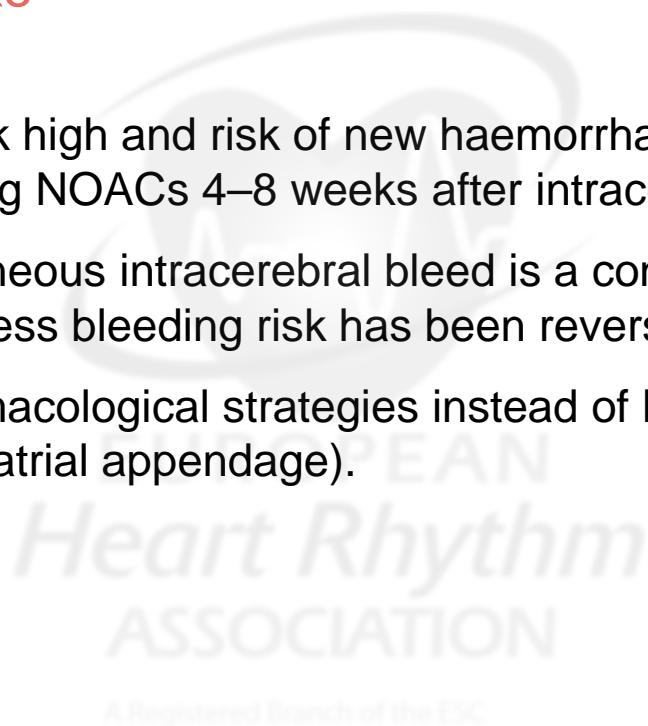 k high and risk of new haemorrha
g NOACs 4–8 weeks after intrac
neous intracerebral bleed is a con
ess bleeding risk has been revers
nacological strategies instead of
atrial appendage).
EUROPEAN
Heart Rhythm
ASSOCIATION
A Registered Branch of the ESC